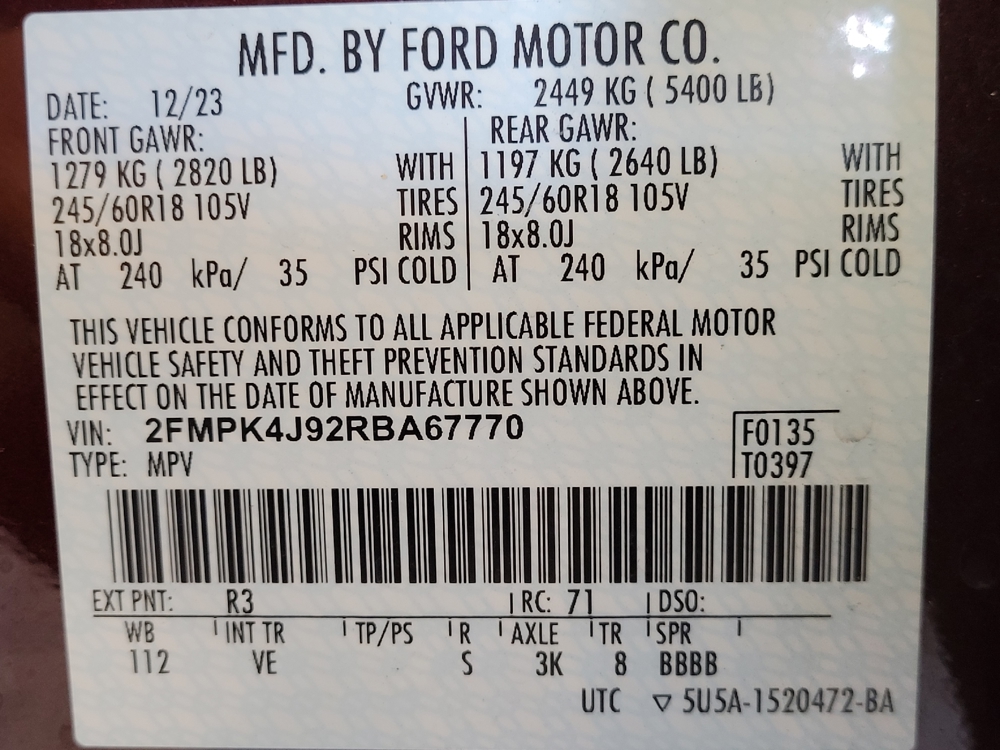 MFD. BY FORD MOTOR CO.
DATE: 12/23 GVWR: 2449 KG ( 5400 LB)
FRONT GAWR: REAR GAWR:
1279 KG ( 2820 LB) WITH 1197 KG ( 2640 LB) WITH
245/60R18 105V TIRES 245/60R18 105V TIRES
18x8.0J RIMS 18x8.0J RIMS
AT 240 kPa/ 35 PSI COLD AT 240 kPa/ 35 PSI COLD
THIS VEHICLE CONFORMS TO ALL APPLICABLE FEDERAL MOTOR
VEHICLE SAFETY AND THEFT PREVENTION STANDARDS IN
EFFECT ON THE DATE OF MANUFACTURE SHOWN ABOVE.
VIN: 2FMPK4J92RBA67770 F0135
TYPE: MPV T0397
EXT PNT: R3 RC: 71 DSO:
WB INT TR TP/PS R AXLE TR SPR
112 VE S 3K 8 BBBB
UTC ▽ 5U5A-1520472-BA